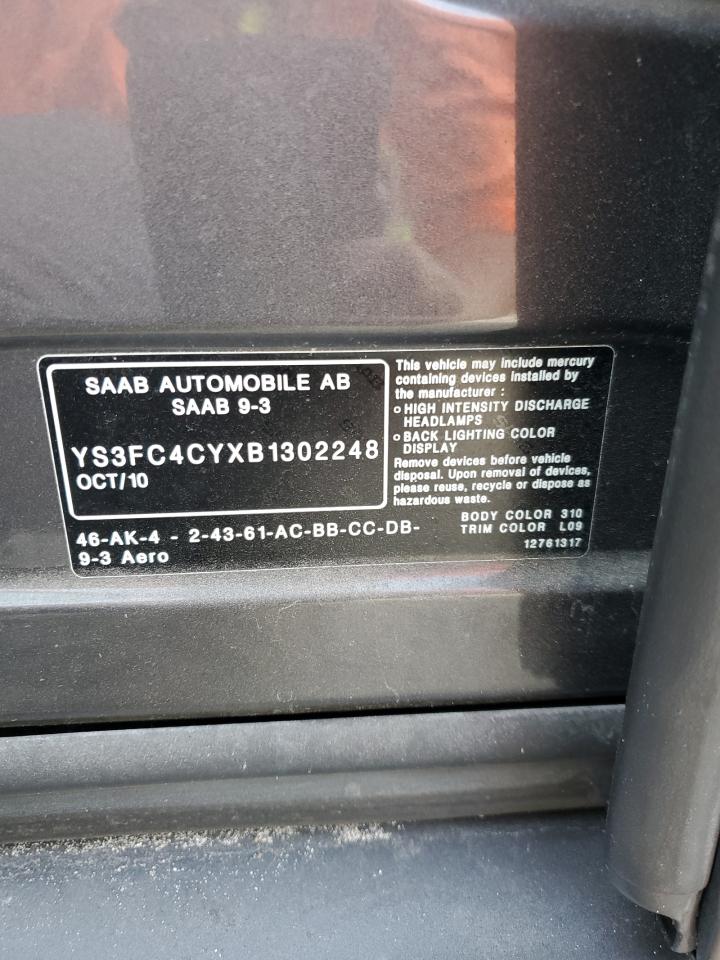 SAAB AUTOMOBILE AB
SAAB 9-3
YS3FC4CYXB1302248
OCT/10
This vehicle may include mercury
containing devices installed by
the manufacturer :
o HIGH INTENSITY DISCHARGE
HEADLAMPS
o BACK LIGHTING COLOR
DISPLAY
Remove devices before vehicle
disposal. Upon removal of devices,
please reuse, recycle or dispose as
hazardous waste.
46-AK-4 - 2-43-61-AC-BB-CC-DB-
9-3 Aero
BODY COLOR 310
TRIM COLOR L09
12761317